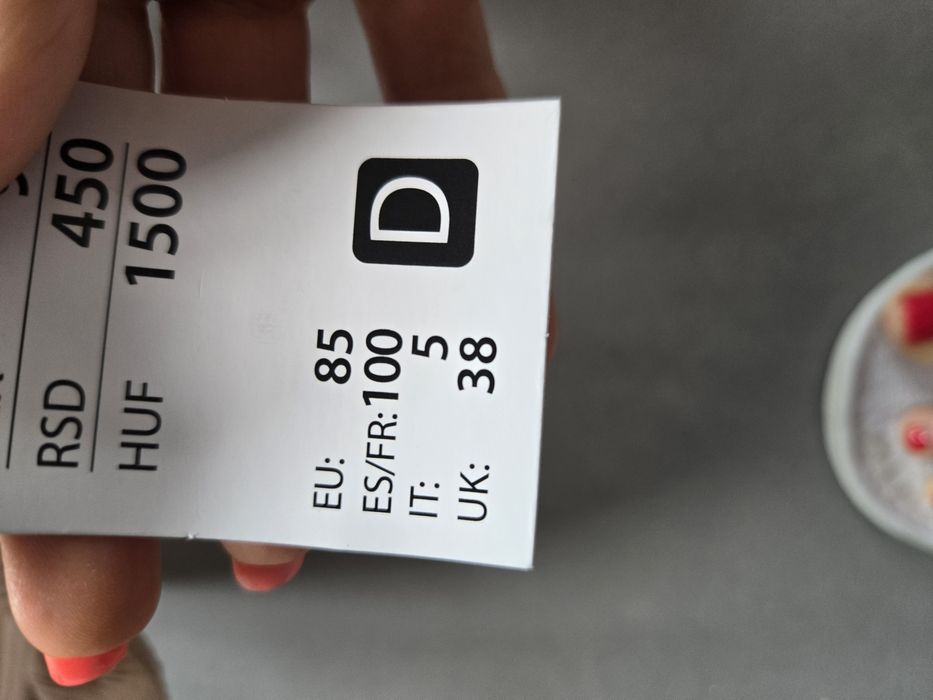 RSD 450
HUF 1500
D
EU: 85
ES/FR: 100
IT: 5
UK: 38